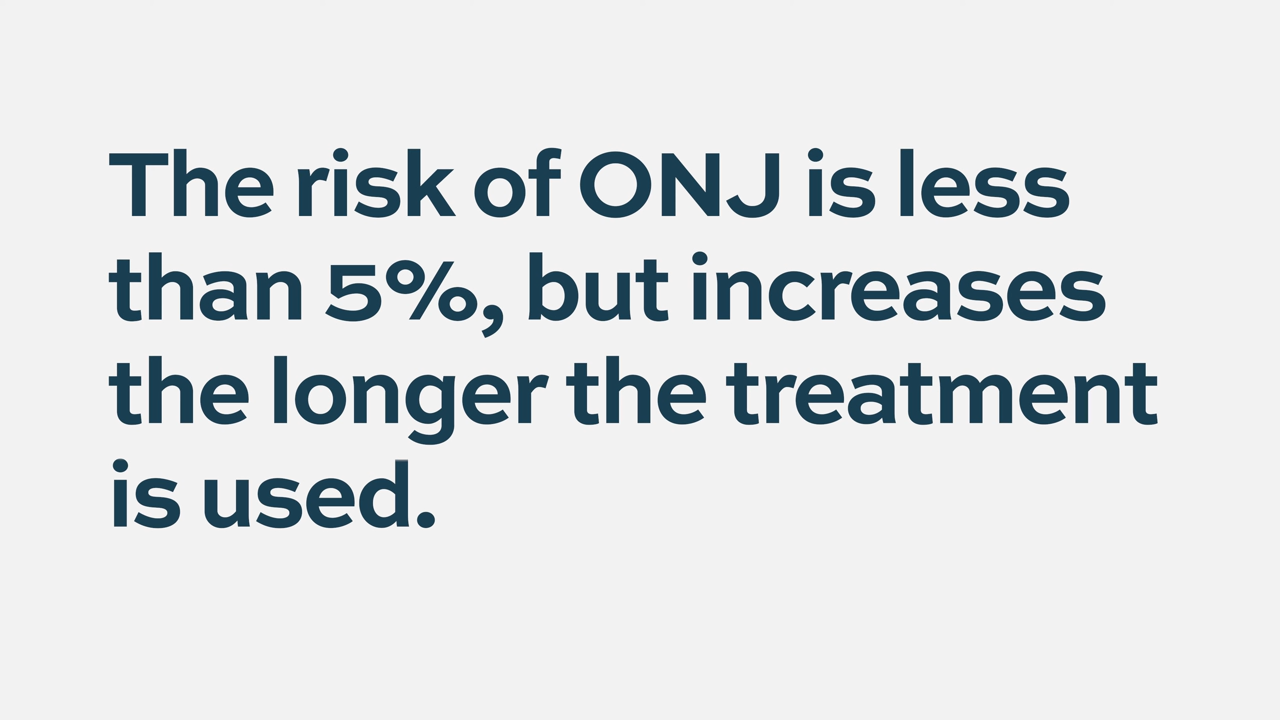 The risk of ONJ is less
than 5%, but increases
the longer the treatment
is used.